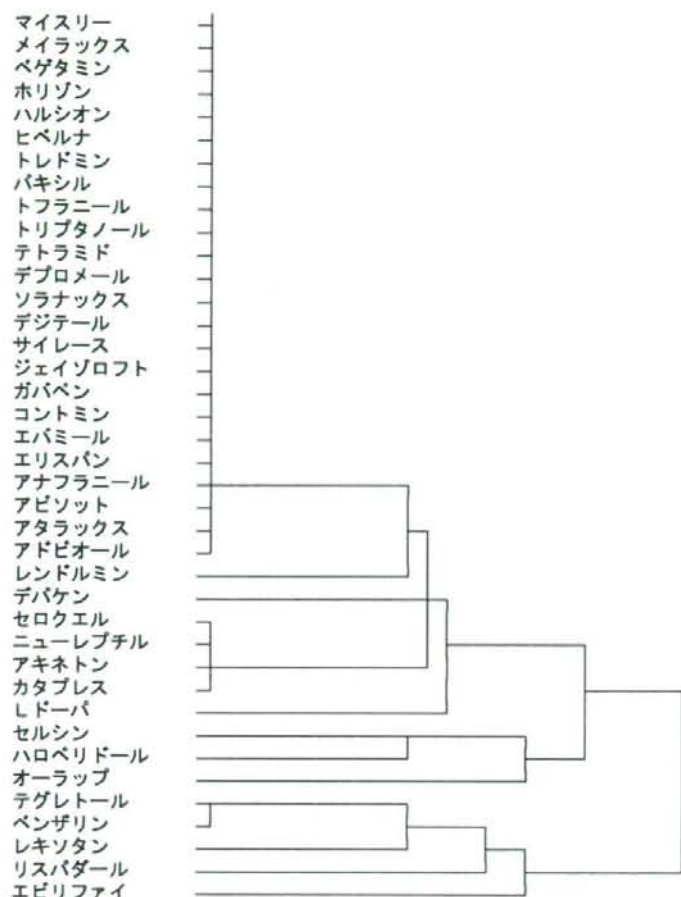 マイスリー
メイラックス
ベゲタミン
ホリゾン
ハルシオン
ヒベルナ
トレドミン
パキシル
トフラニール
トリプタノール
テトラミド
デプロメール
ソラナックス
デジテール
サイレース
ジェイゾロフト
ガバペン
コントミン
エバミール
エリスパン
アナフラニール
アビソット
アタラックス
アドピオール
レンドルミン
デパケン
セロクエル
ニューレプチル
アキネトン
カタプレス
Lドーパ
セルシン
ハロペリドール
オーラップ
テグレトール
ベンザリン
レキソタン
リスパダール
エビリファイ